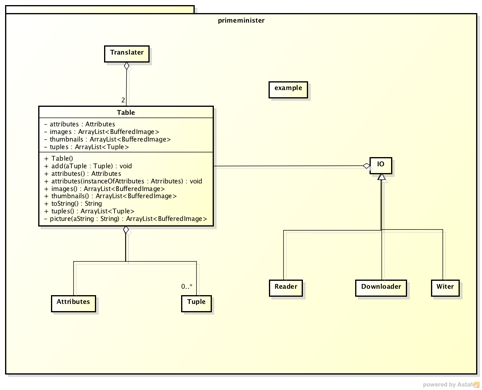 primeminister
Translater
example
2
Table
- attributes : Attributes
- images : ArrayList<BufferedImage>
- thumbnails : ArrayList<BufferedImage>
- tuples : ArrayList<Tuple>
+ Table()
+ add(aTuple : Tuple) : void
+ attributes() : Attributes
+ attributes(instanceOfAttributes : Attributes) : void
+ images() : ArrayList<BufferedImage>
+ thumbnails() : ArrayList<BufferedImage>
+ toString() : String
+ tuples() : ArrayList<Tuple>
- picture(aString : String) : ArrayList<BufferedImage>
IO
0..*
Attributes
Tuple
Reader
Downloader
Witer
powered by Astah